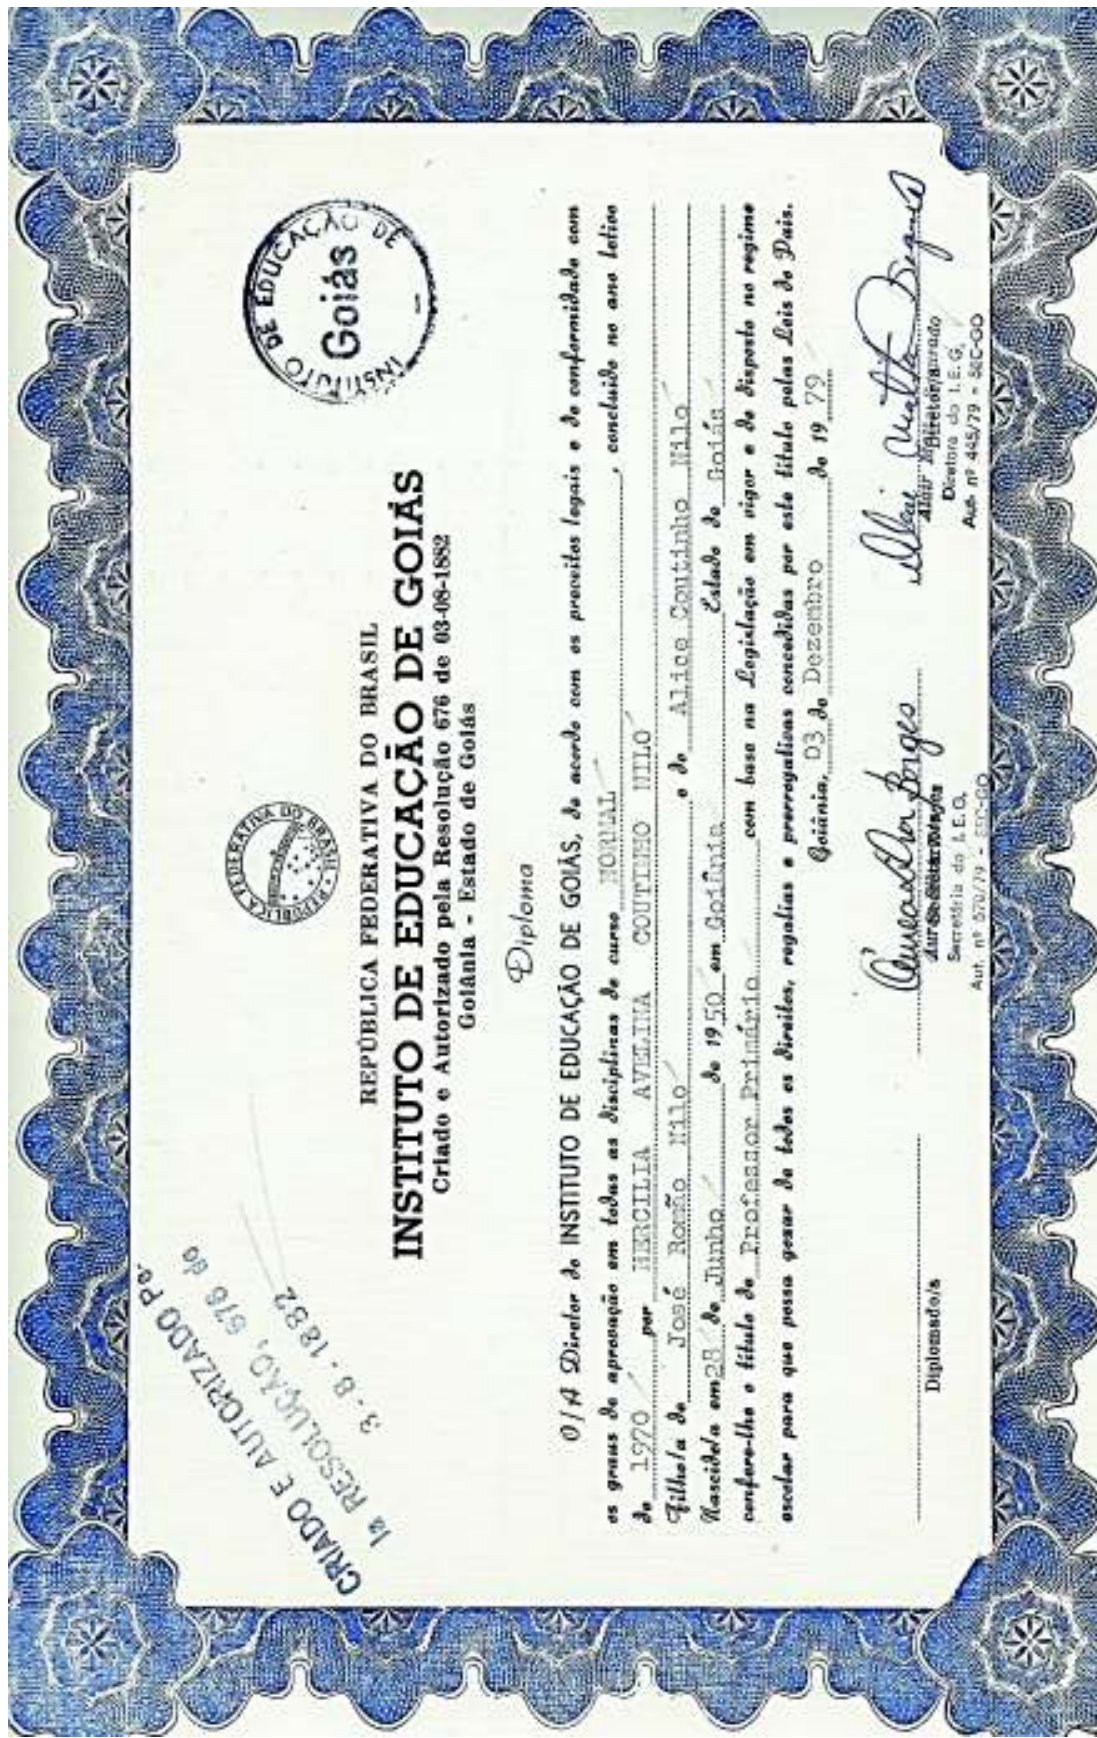 REPÚBLICA FEDERATIVA DO BRASIL
REPÚBLICA FEDERATIVA DO BRASIL
INSTITUTO DE EDUCAÇÃO DE GOIÁS
Criado e Autorizado pela Resolução 676 de 03-08-1882
Goiânia - Estado de Goiás
INSTITUTO DE EDUCAÇÃO DE
Goiás
CRIADO E AUTORIZADO Pe
la RESOLUÇÃO, 676 de
3 - 8 - 1882
Diploma
O/A Diretor do INSTITUTO DE EDUCAÇÃO DE GOIÁS, de acordo com os preceitos legais e de conformidade com
os graus de aprovação em todas as disciplinas do curso NORMAL, concluído no ano letivo
de 1970 por HERCILIA AVELINA COUTINHO NILO
Filho/a de José Romão Nilo e de Alice Coutinho Nilo
Nascido/a em 28 de Junho de 1950 em Goiânia Estado de Goiás
confere-lhe o título de Professor Primário com base na Legislação em vigor e do disposto no regime
escolar para que possa gozar de todos os direitos, regalias e prerrogativas concedidas por este título pelas Leis do País.
Goiânia, 03 de Dezembro de 19 79
Diplomado/a
Secretária do I.E.G.
Aut. nº 570/79 - SEC-GO
Diretor/a
Diretora do I.E.G.
Aut. nº 445/79 - SEC-GO